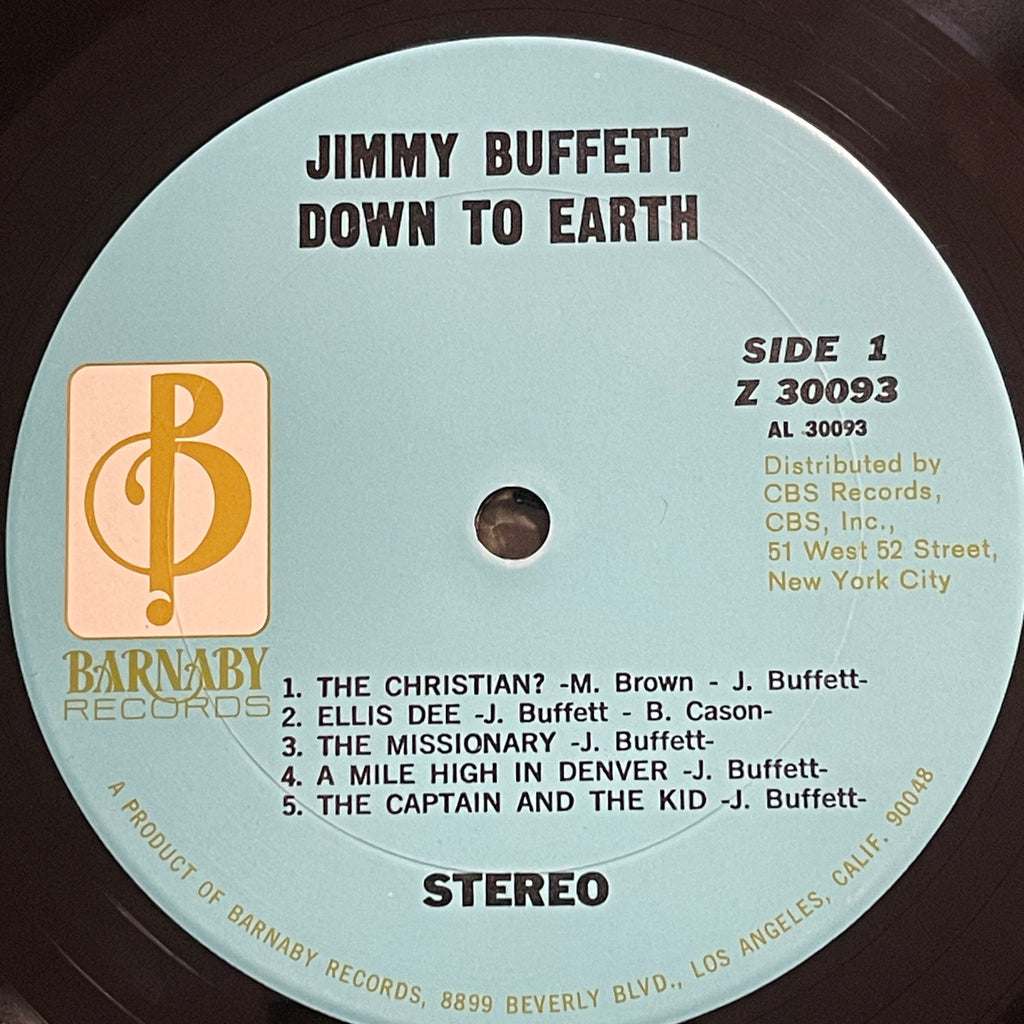 JIMMY BUFFETT
DOWN TO EARTH
SIDE 1
Z 30093
AL 30093
Distributed by
CBS Records,
CBS, Inc.,
51 West 52 Street,
New York City
B
BARNABY
RECORDS
1. THE CHRISTIAN? -M. Brown - J. Buffett-
2. ELLIS DEE -J. Buffett - B. Cason-
3. THE MISSIONARY -J. Buffett-
4. A MILE HIGH IN DENVER -J. Buffett-
5. THE CAPTAIN AND THE KID -J. Buffett-
STEREO
A PRODUCT OF BARNABY RECORDS, 8899 BEVERLY BLVD., LOS ANGELES, CALIF. 90048